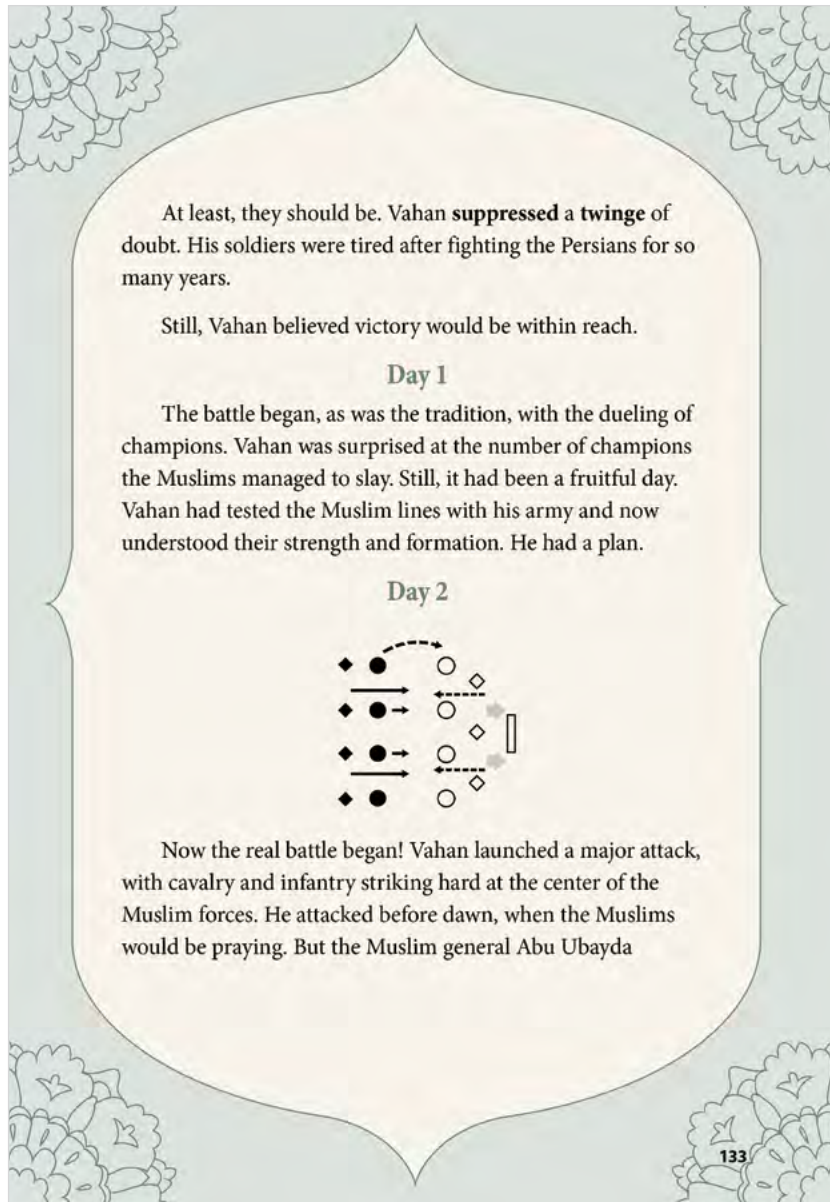 At least, they should be. Vahan suppressed a twinge of
doubt. His soldiers were tired after fighting the Persians for so
many years.
Still, Vahan believed victory would be within reach.
Day 1
The battle began, as was the tradition, with the dueling of
champions. Vahan was surprised at the number of champions
the Muslims managed to slay. Still, it had been a fruitful day.
Vahan had tested the Muslim lines with his army and now
understood their strength and formation. He had a plan.
Day 2
Now the real battle began! Vahan launched a major attack,
with cavalry and infantry striking hard at the center of the
Muslim forces. He attacked before dawn, when the Muslims
would be praying. But the Muslim general Abu Ubayda
133